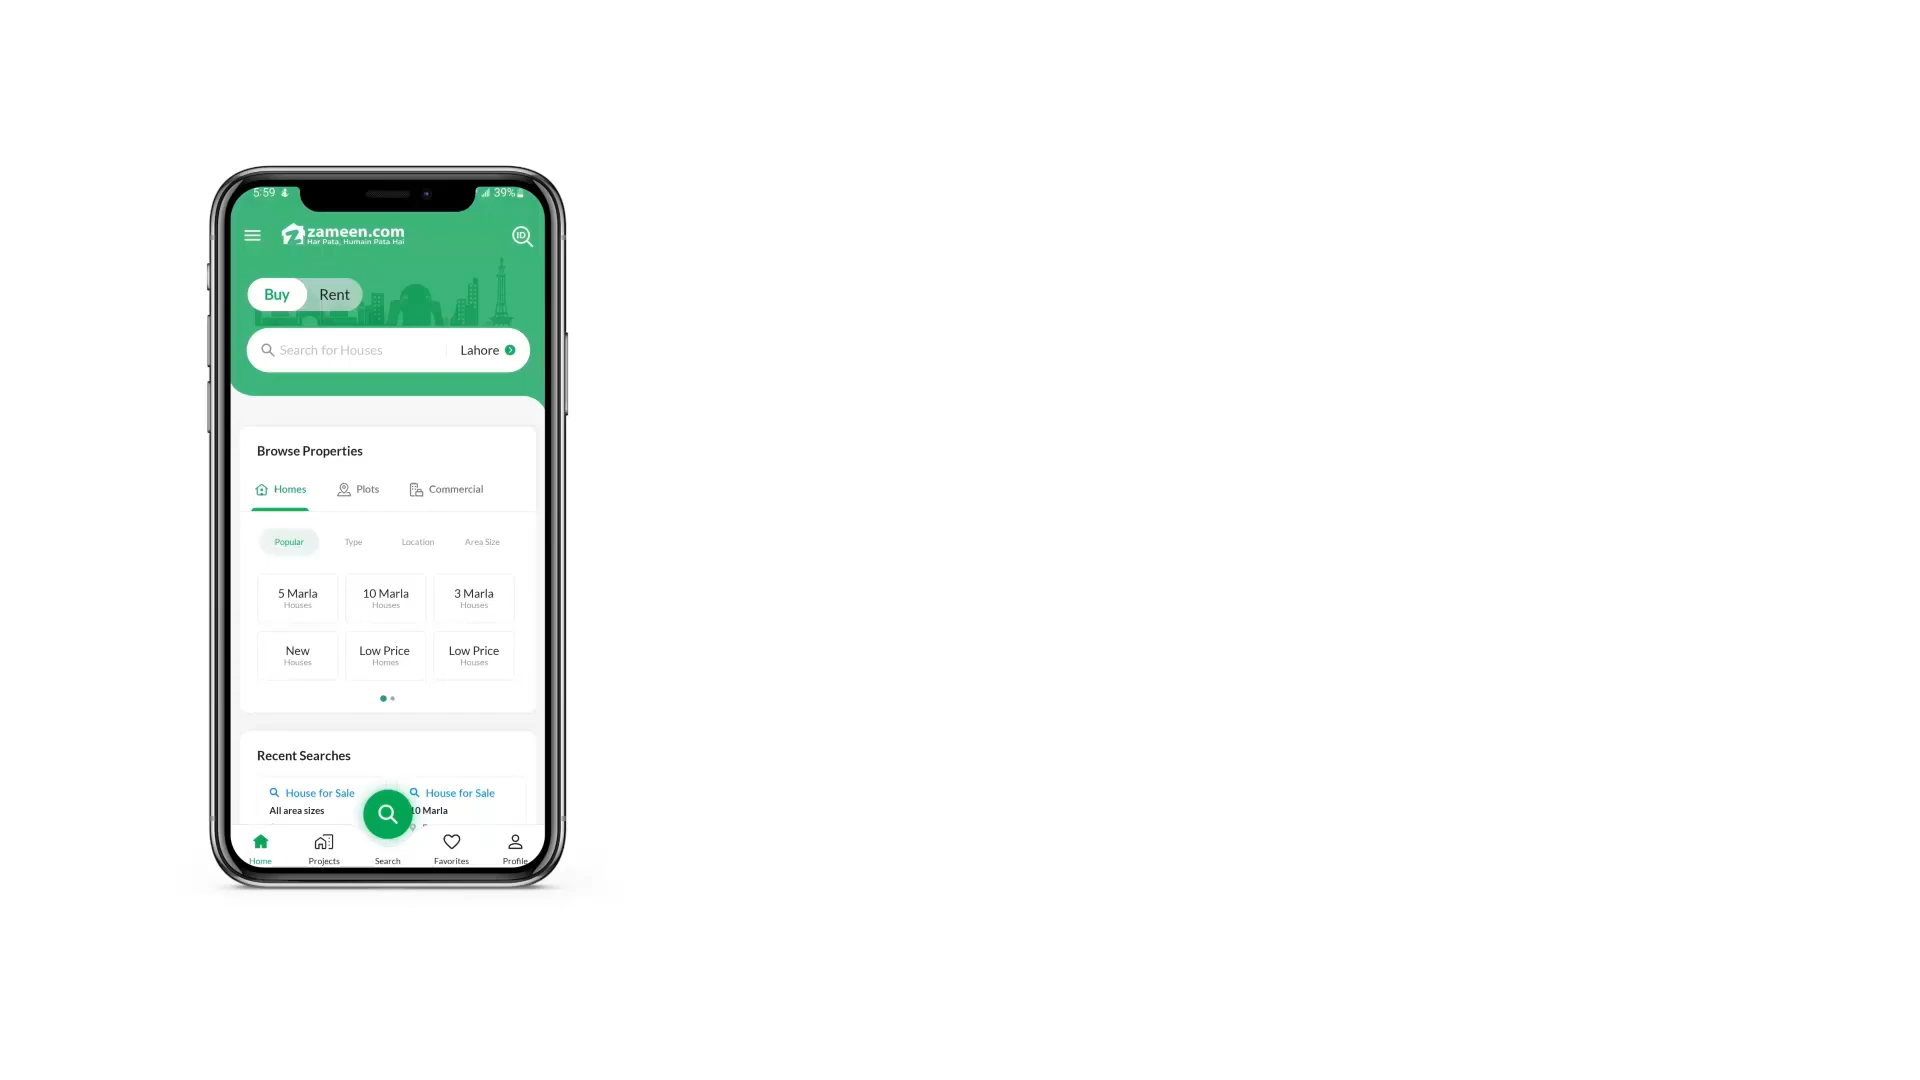 5:59 39%
zameen.com
Har Pata, Humain Pata Hai
ID
Buy Rent
Search for Houses Lahore
Browse Properties
Homes Plots Commercial
Popular Type Location Area Size
5 Marla 10 Marla 3 Marla
Houses Houses Houses
New Low Price Low Price
Houses Homes Houses
Recent Searches
House for Sale House for Sale
All area sizes 10 Marla
Home Projects Search Favorites Profile